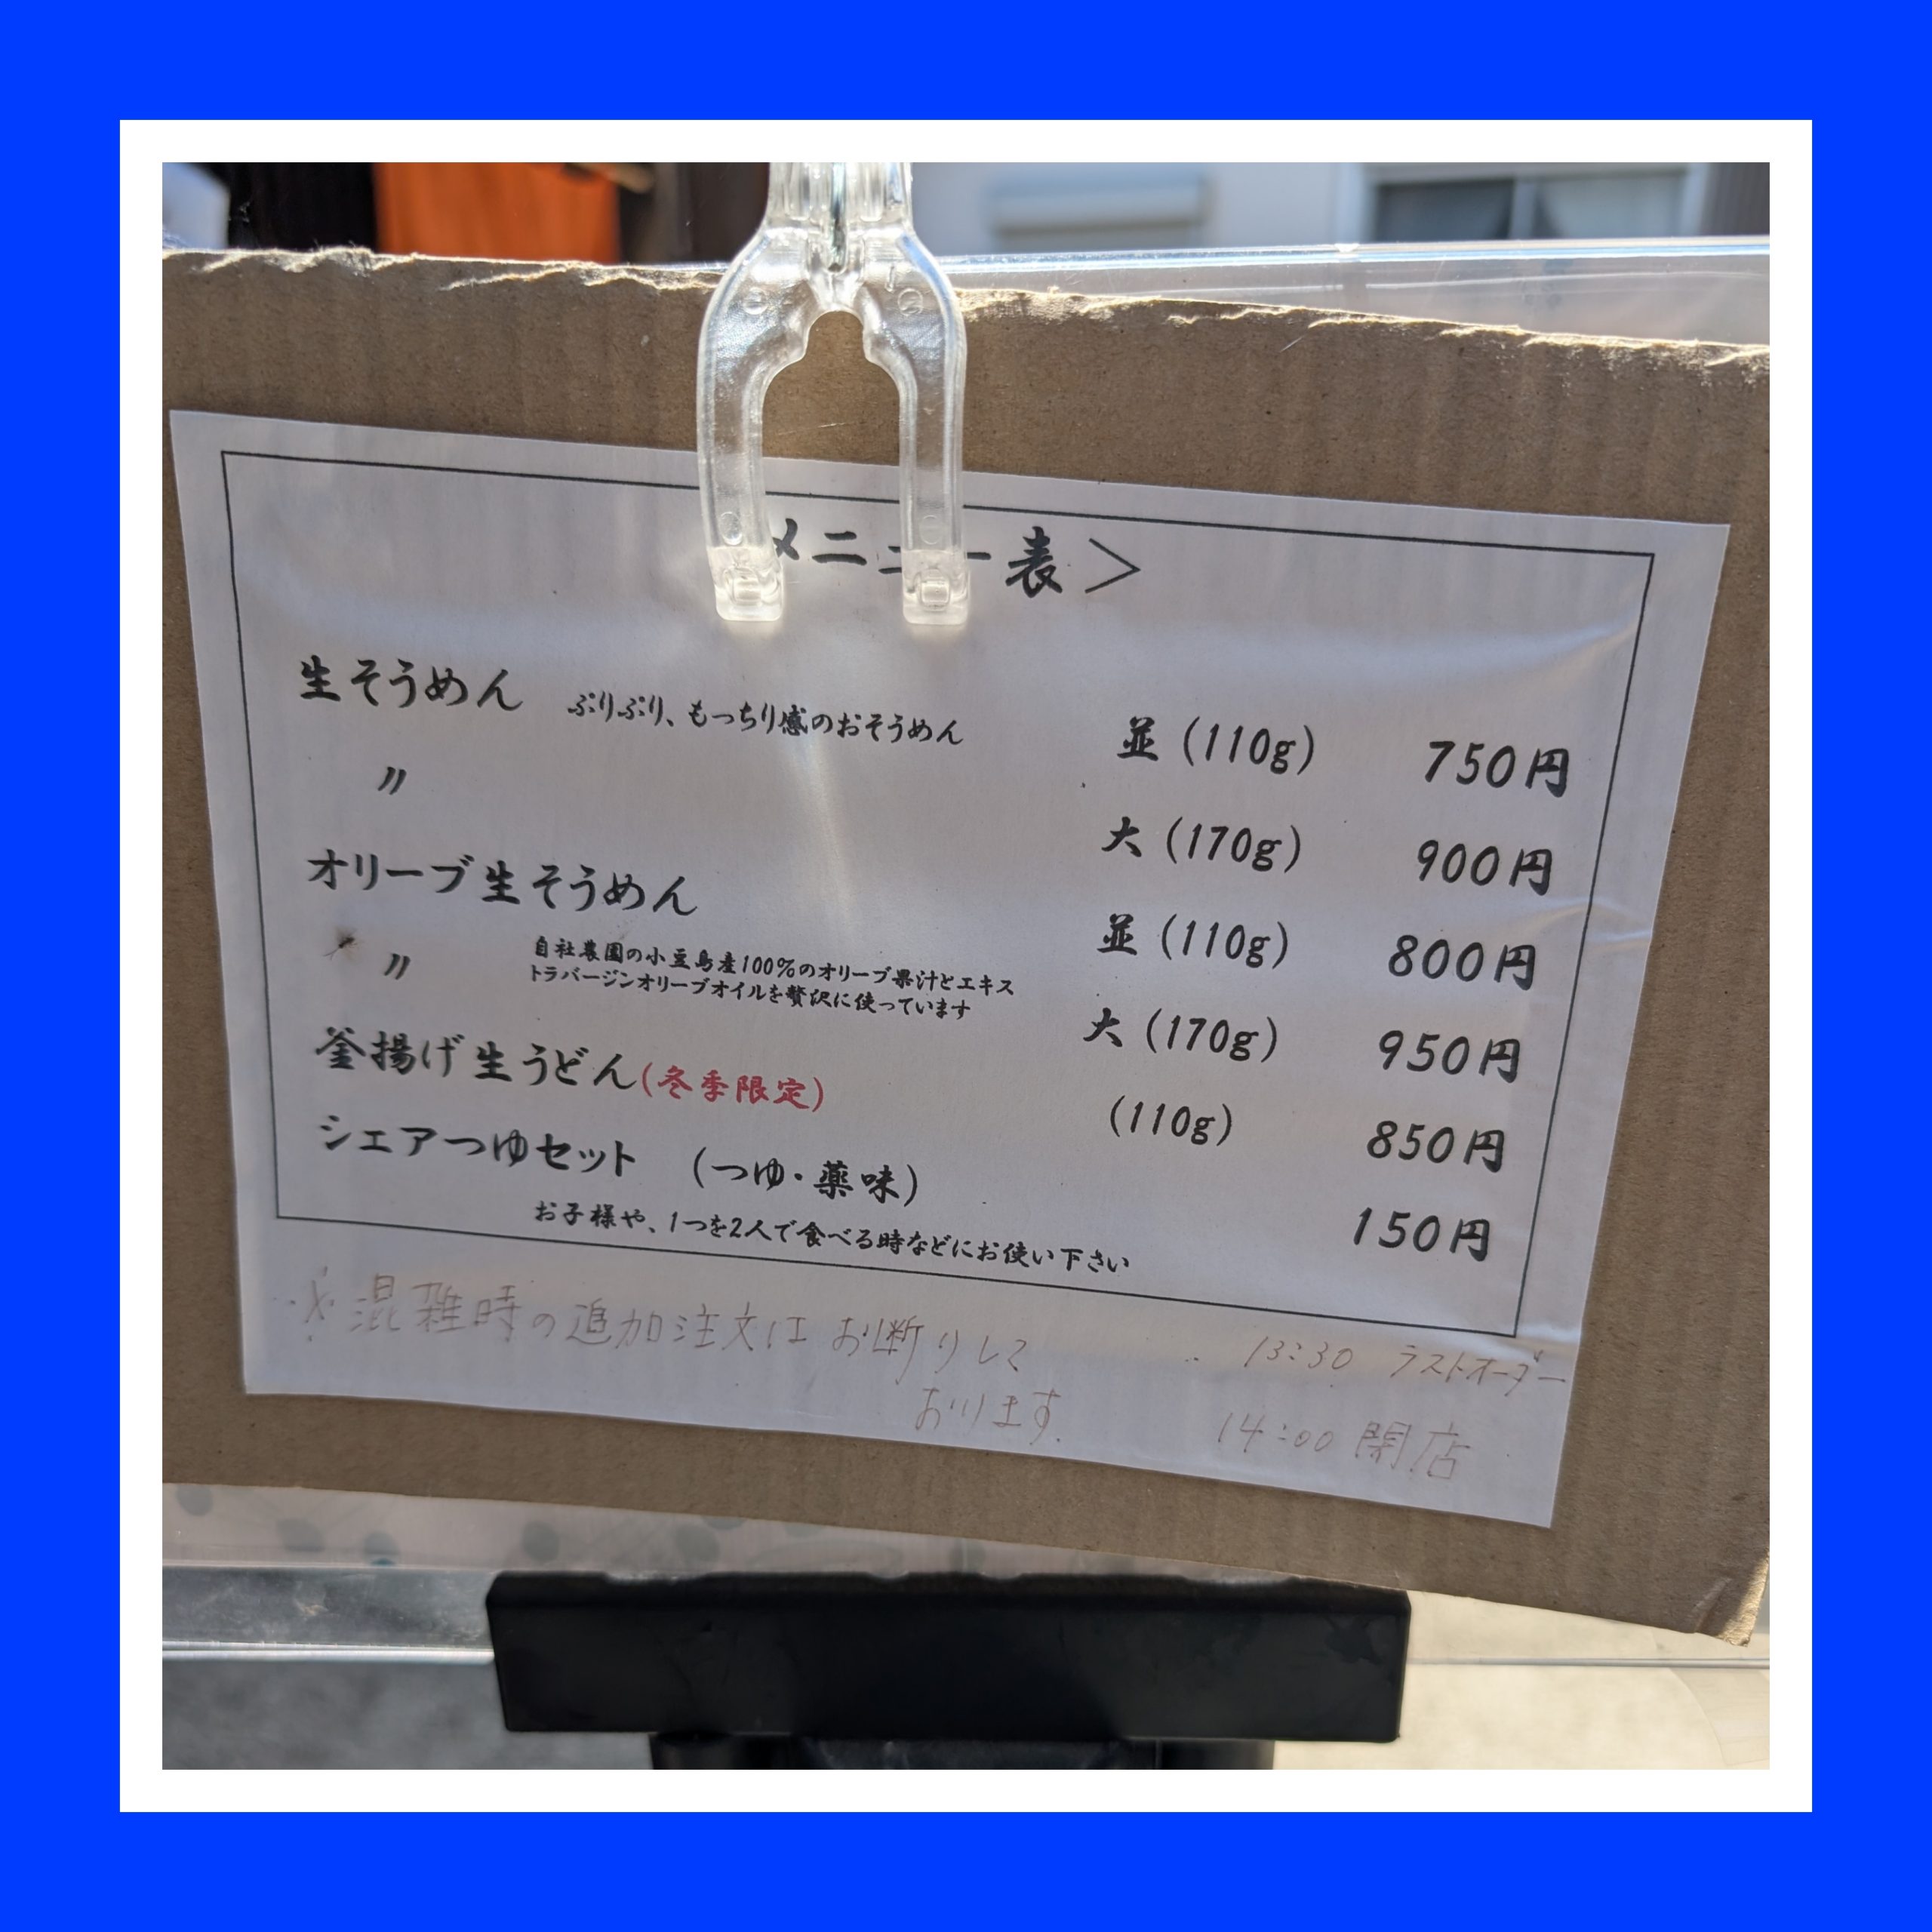 メニュー表＞
生そうめん ぷりぷり、もっちり感のおそうめん 並(110g) 750円
〃 大(170g) 900円
オリーブ生そうめん 並(110g) 800円
〃 自社農園の小豆島産100%のオリーブ果汁とエキス
トラバージンオリーブオイルを贅沢に使っています 大(170g) 950円
釜揚げ生うどん(冬季限定) (110g) 850円
シェアつゆセット (つゆ・薬味) 150円
お子様や、1つを2人で食べる時などにお使い下さい
※混雑時の追加注文はお断りして
おります。
13:30 ラストオーダー
14:00 閉店